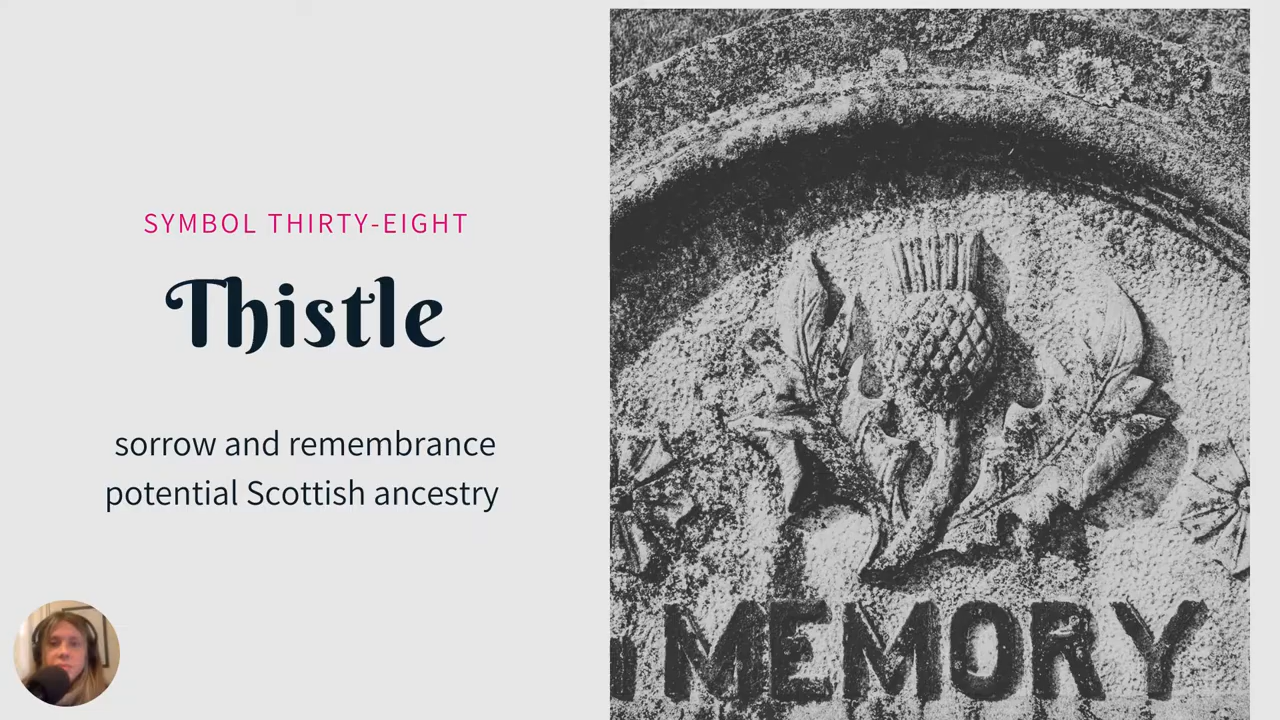 SYMBOL THIRTY-EIGHT
Thistle
sorrow and remembrance
potential Scottish ancestry
MEMORY